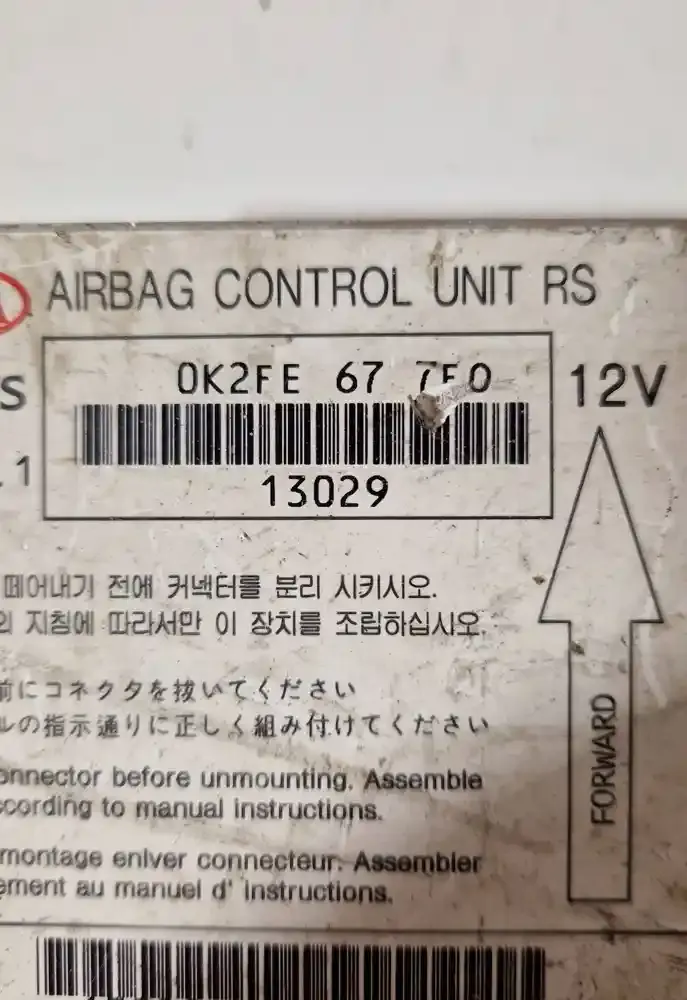 AIRBAG CONTROL UNIT RS
S
0K2FE 67 7F0
12V
.1
13029
떼어내기 전에 커넥터를 분리 시키시오.
지침에 따라서만 이 장치를 조립하십시오.
前にコネクタを抜いてください
ルの指示通りに正しく組み付けてください
onnector before unmounting. Assemble
ccording to manual instructions.
montage enlver connecteur. Assembler
ement au manuel d' instructions.
FORWARD